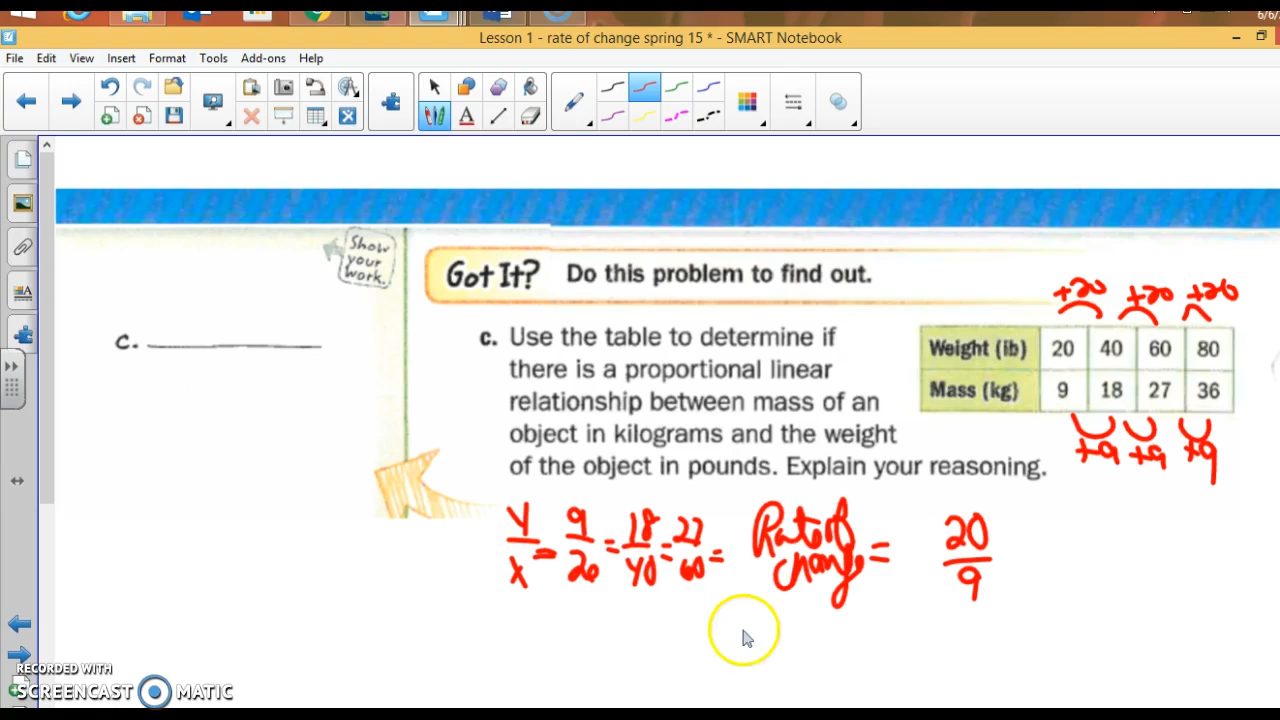 6/6/
Lesson 1 - rate of change spring 15 * - SMART Notebook
File Edit View Insert Format Tools Add-ons Help
Show
your
work.
Got It? Do this problem to find out.
+20 +20 +20
c. Use the table to determine if
there is a proportional linear
relationship between mass of an
object in kilograms and the weight
of the object in pounds. Explain your reasoning.
c.
Weight (lb) 20 40 60 80
Mass (kg) 9 18 27 36
+9 +9 +9
y/x = 9/20 = 18/40 = 27/60 = Rate of change = 20/9
RECORDED WITH
SCREENCAST MATIC